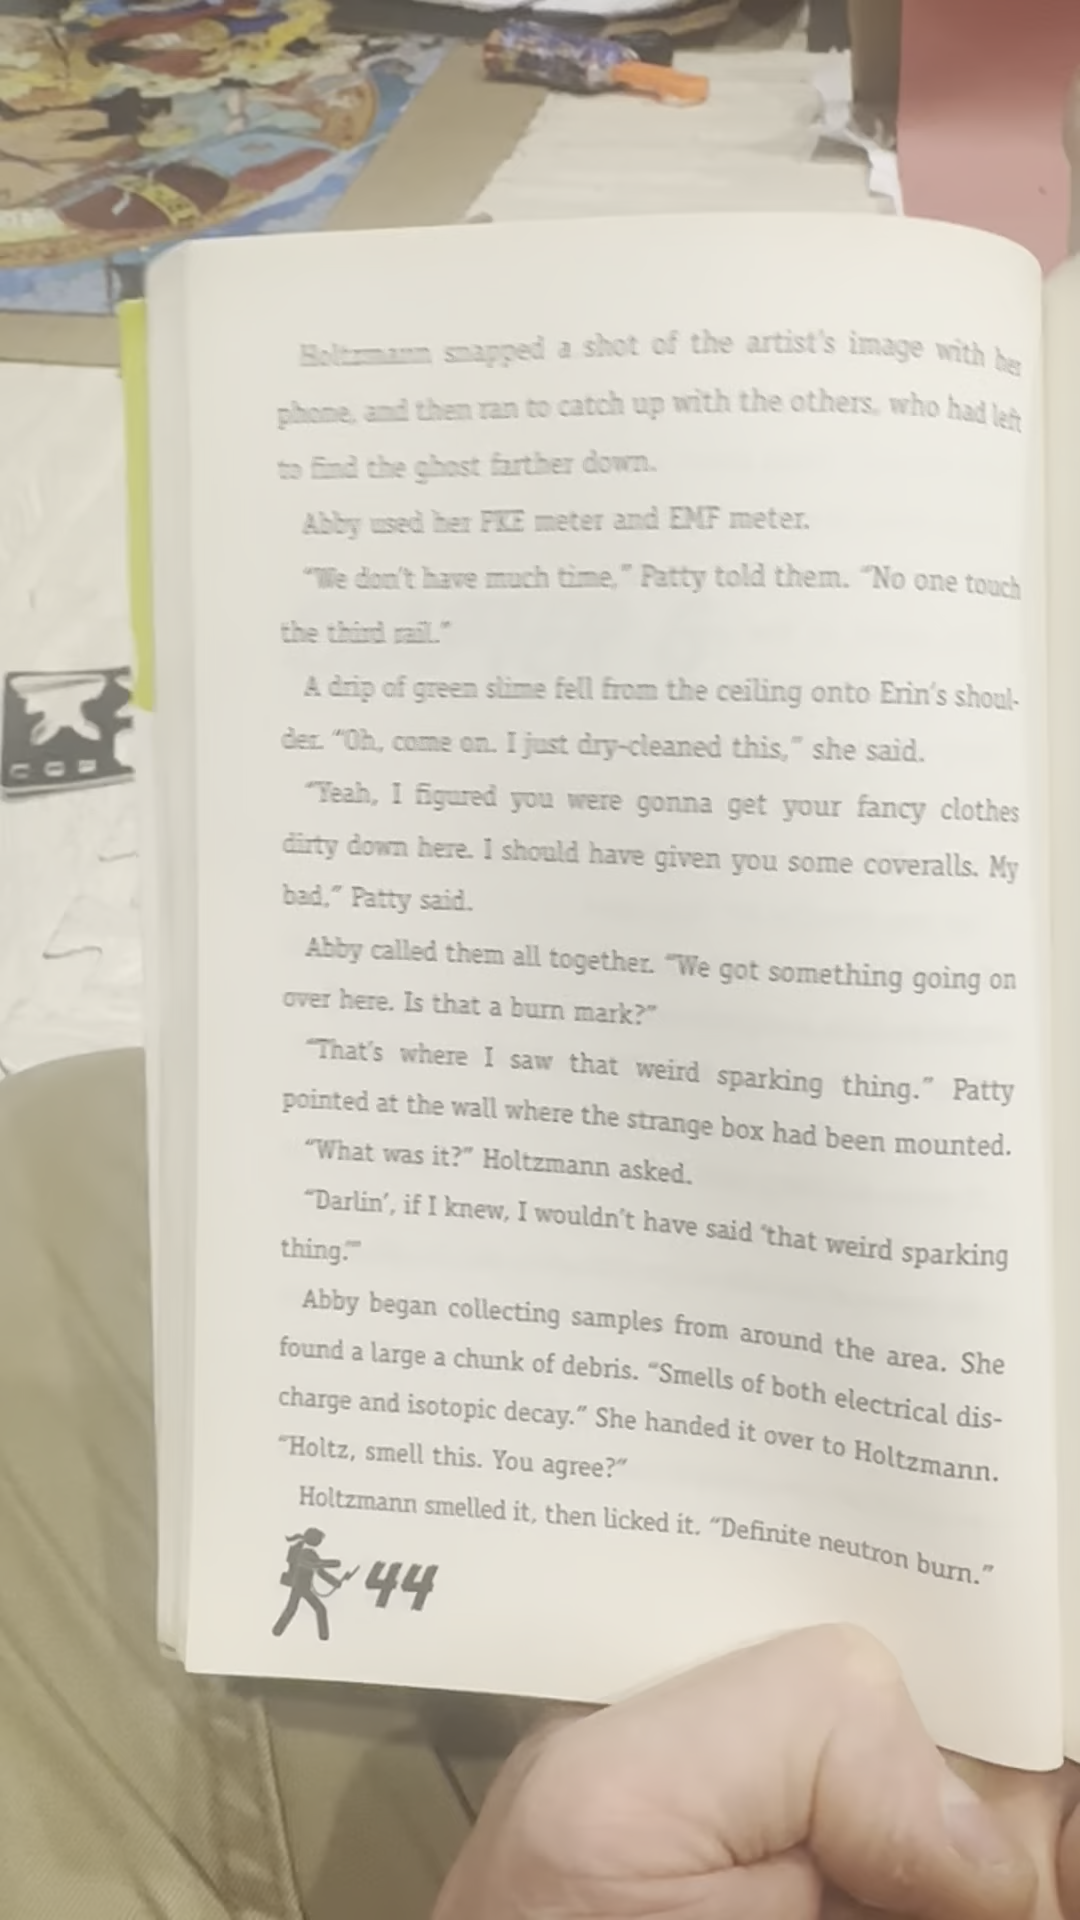 Holtzmann snapped a shot of the artist's image with her
phone, and then ran to catch up with the others, who had left
to find the ghost farther down.
Abby used her PKE meter and EMF meter.
“We don't have much time,” Patty told them. “No one touch
the third rail.”
A drip of green slime fell from the ceiling onto Erin's shoul-
der. “Oh, come on. I just dry-cleaned this,” she said.
“Yeah, I figured you were gonna get your fancy clothes
dirty down here. I should have given you some coveralls. My
bad,” Patty said.
Abby called them all together. “We got something going on
over here. Is that a burn mark?”
“That's where I saw that weird sparking thing.” Patty
pointed at the wall where the strange box had been mounted.
“What was it?” Holtzmann asked.
“Darlin', if I knew, I wouldn't have said ‘that weird sparking
thing.’”
Abby began collecting samples from around the area. She
found a large a chunk of debris. “Smells of both electrical dis-
charge and isotopic decay.” She handed it over to Holtzmann.
“Holtz, smell this. You agree?”
Holtzmann smelled it, then licked it. “Definite neutron burn.”
44